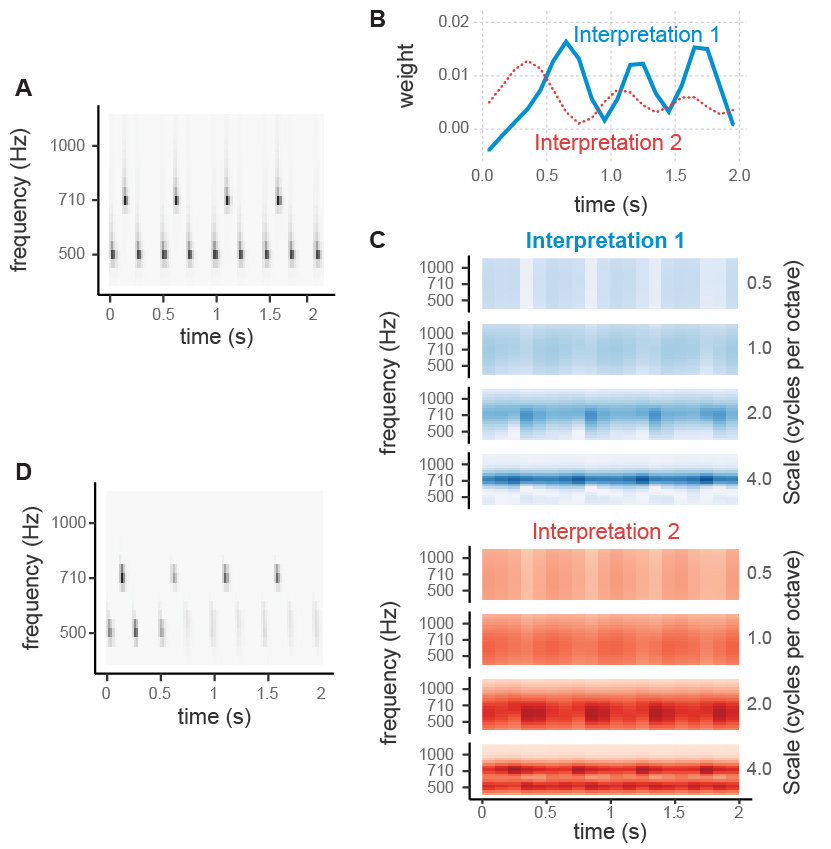 A
frequency (Hz)
1000
710
500
0 0.5 1.0 1.5 2
time (s)
B
weight
0.02
0.01
0.00
Interpretation 1
Interpretation 2
0.0 0.5 1.0 1.5 2.0
time (s)
C
Interpretation 1
frequency (Hz)
Scale (cycles per octave)
1000
710
500
0.5
1000
710
500
1.0
1000
710
500
2.0
1000
710
500
4.0
D
frequency (Hz)
1000
710
500
0 0.5 1.0 1.5 2
time (s)
Interpretation 2
frequency (Hz)
Scale (cycles per octave)
1000
710
500
0.5
1000
710
500
1.0
1000
710
500
2.0
1000
710
500
4.0
0 0.5 1 1.5 2
time (s)